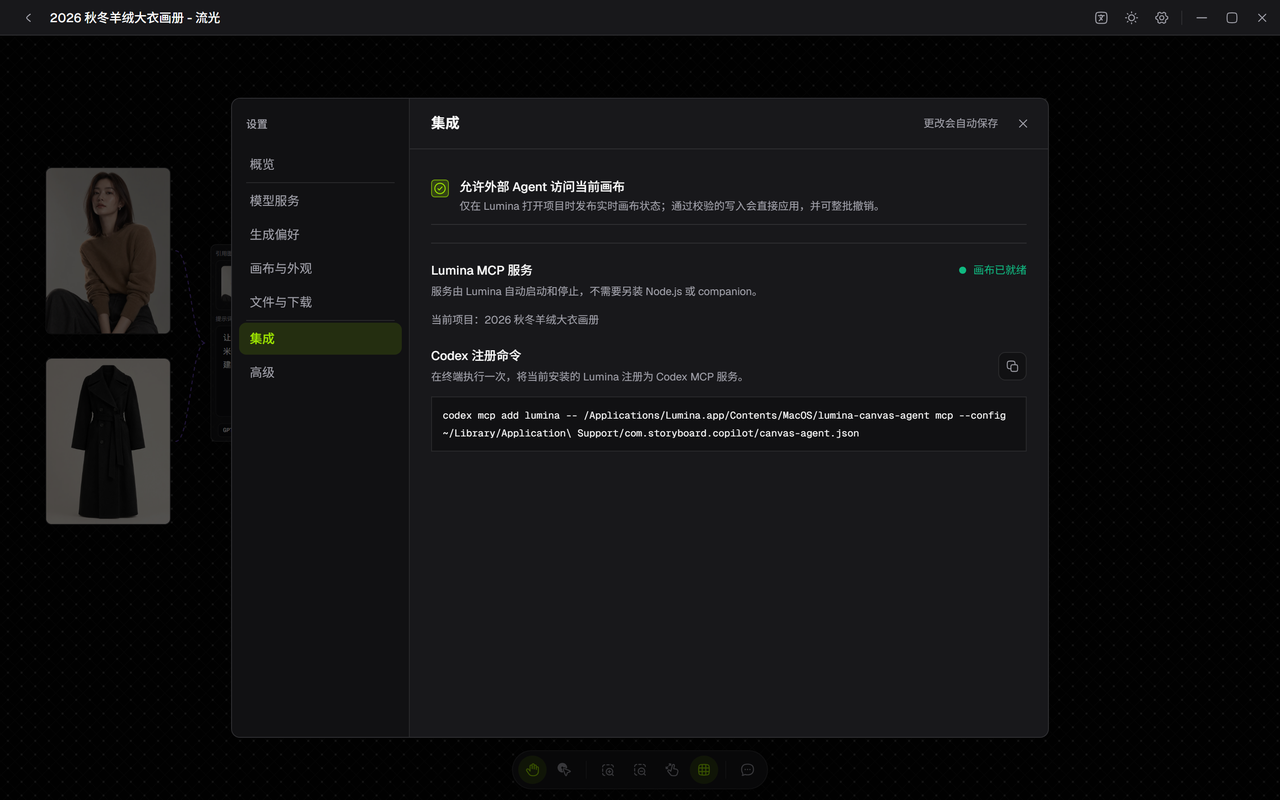 2026 秋冬羊绒大衣画册 - 流光
设置
概览
模型服务
生成偏好
画布与外观
文件与下载
集成
高级
集成
更改会自动保存
允许外部 Agent 访问当前画布
仅在 Lumina 打开项目时发布实时画布状态；通过校验的写入会直接应用，并可整批撤销。
Lumina MCP 服务
画布已就绪
服务由 Lumina 自动启动和停止，不需要另装 Node.js 或 companion。
当前项目：2026 秋冬羊绒大衣画册
Codex 注册命令
在终端执行一次，将当前安装的 Lumina 注册为 Codex MCP 服务。
codex mcp add lumina -- /Applications/Lumina.app/Contents/MacOS/lumina-canvas-agent mcp --config
~/Library/Application\ Support/com.storyboard.copilot/canvas-agent.json
让
米
建